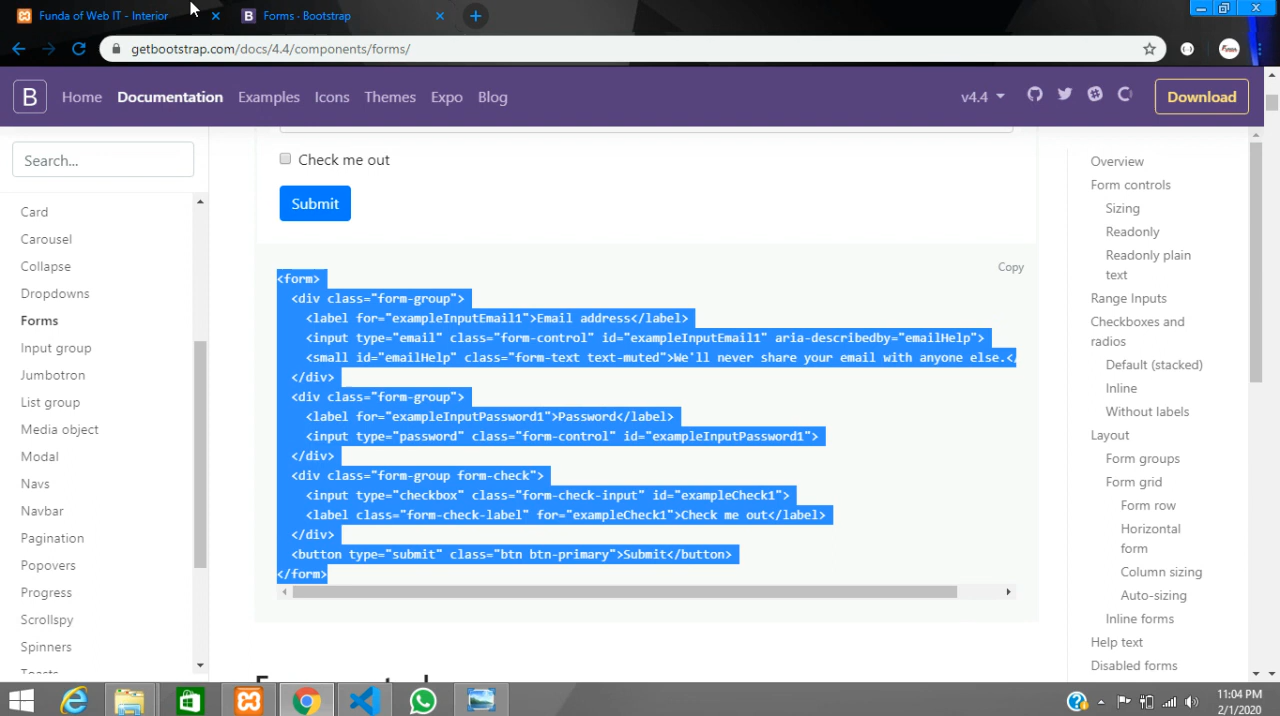 Funda of Web IT - Interior
Forms · Bootstrap
getbootstrap.com/docs/4.4/components/forms/
B Home Documentation Examples Icons Themes Expo Blog v4.4 Download
Search...
Card
Carousel
Collapse
Dropdowns
Forms
Input group
Jumbotron
List group
Media object
Modal
Navs
Navbar
Pagination
Popovers
Progress
Scrollspy
Spinners
Check me out
Submit
Copy
<form>
  <div class="form-group">
    <label for="exampleInputEmail1">Email address</label>
    <input type="email" class="form-control" id="exampleInputEmail1" aria-describedby="emailHelp">
    <small id="emailHelp" class="form-text text-muted">We'll never share your email with anyone else.</
  </div>
  <div class="form-group">
    <label for="exampleInputPassword1">Password</label>
    <input type="password" class="form-control" id="exampleInputPassword1">
  </div>
  <div class="form-group form-check">
    <input type="checkbox" class="form-check-input" id="exampleCheck1">
    <label class="form-check-label" for="exampleCheck1">Check me out</label>
  </div>
  <button type="submit" class="btn btn-primary">Submit</button>
</form>
Overview
Form controls
Sizing
Readonly
Readonly plain
text
Range Inputs
Checkboxes and
radios
Default (stacked)
Inline
Without labels
Layout
Form groups
Form grid
Form row
Horizontal
form
Column sizing
Auto-sizing
Inline forms
Help text
Disabled forms
11:04 PM
2/1/2020